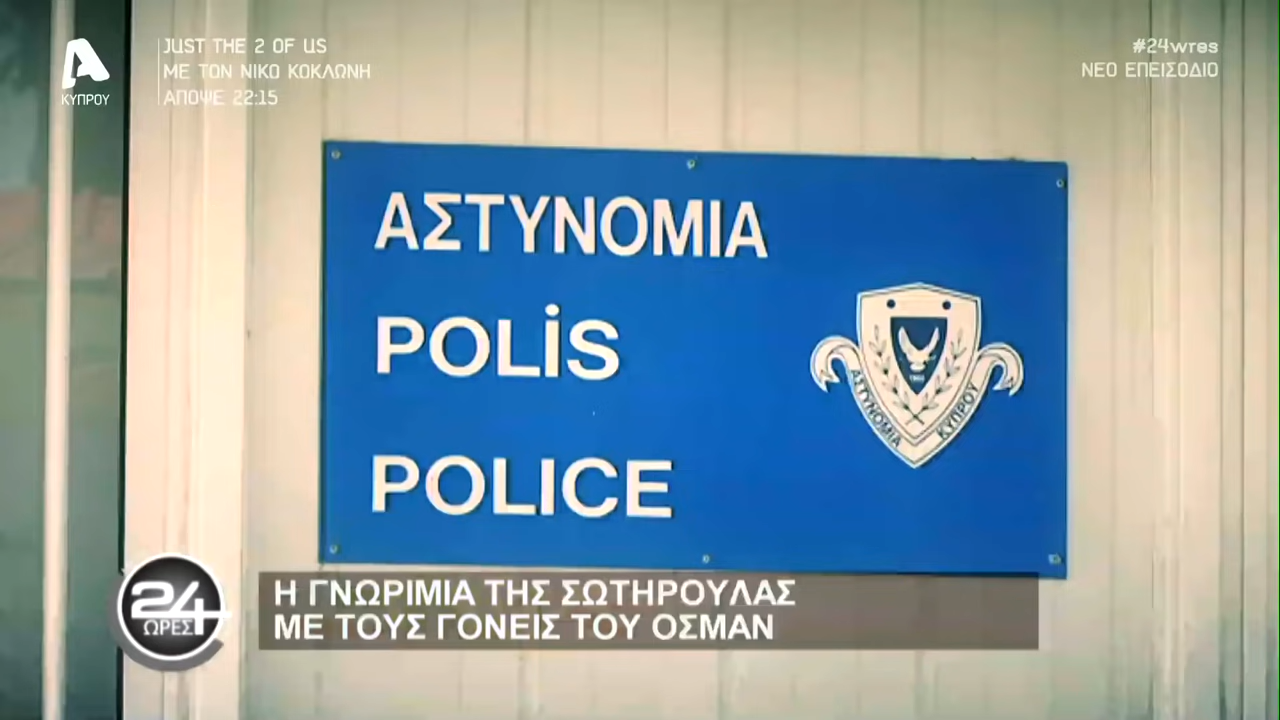 JUST THE 2 OF US
ΜΕ ΤΟΝ ΝΙΚΟ ΚΟΚΛΩΝΗ
ΑΠΟΨΕ 22:15
ΚΥΠΡΟΥ
#24wres
ΝΕΟ ΕΠΕΙΣΟΔΙΟ
ΑΣΤΥΝΟΜΙΑ
POLİS
POLICE
ΑΣΤΥΝΟΜΙΑ ΚΥΠΡΟΥ
24
ΩΡΕΣ
Η ΓΝΩΡΙΜΙΑ ΤΗΣ ΣΩΤΗΡΟΥΛΑΣ
ΜΕ ΤΟΥΣ ΓΟΝΕΙΣ ΤΟΥ ΟΣΜΑΝ